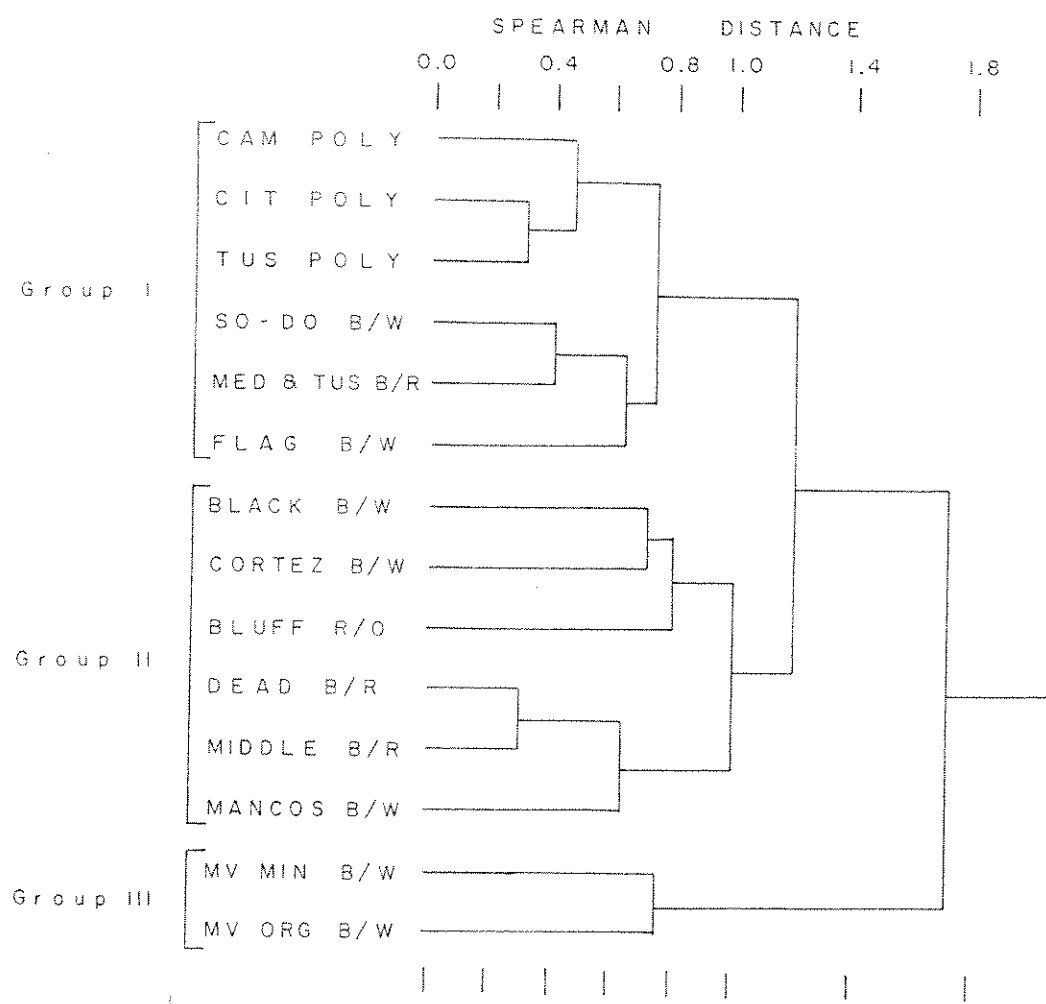 SPEARMAN DISTANCE
0.0 0.4 0.8 1.0 1.4 1.8
CAM POLY
CIT POLY
TUS POLY
Group I
SO-DO B/W
MED & TUS B/R
FLAG B/W
BLACK B/W
CORTEZ B/W
BLUFF R/O
Group II
DEAD B/R
MIDDLE B/R
MANCOS B/W
MV MIN B/W
Group III
MV ORG B/W